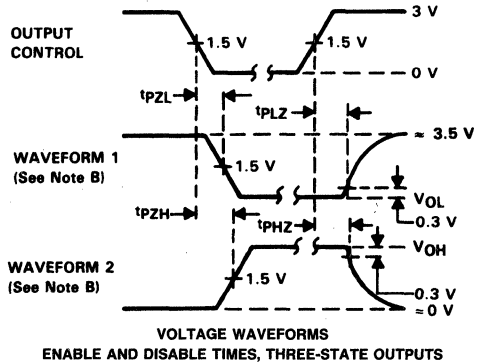 OUTPUT
CONTROL
3 V
1.5 V
1.5 V
0 V
tPZL
tPLZ
≈ 3.5 V
WAVEFORM 1
(See Note B)
1.5 V
VOL
0.3 V
tPZH
tPHZ
VOH
WAVEFORM 2
(See Note B)
1.5 V
0.3 V
≈0 V
VOLTAGE WAVEFORMS
ENABLE AND DISABLE TIMES, THREE-STATE OUTPUTS